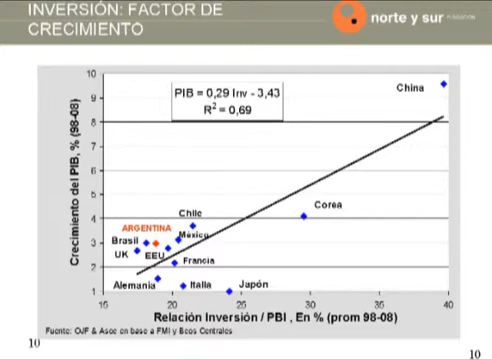 INVERSIÓN: FACTOR DE
CRECIMIENTO
norte y sur
PIB = 0,29 Inv - 3,43
R² = 0,69
Crecimiento del PIB, % (98-08)
10
9
8
7
6
5
4
3
2
1
China
Corea
Chile
ARGENTINA
México
Brasil
UK
EEU
Francia
Alemania
Italia
Japón
15 20 25 30 35 40
Relación Inversión / PBI , En % (prom 98-08)
Fuente: OJF & Asoc en base a FMI y Bcos Centrales
10
10